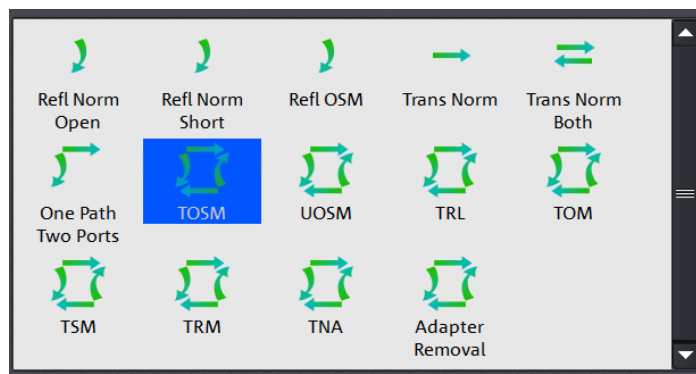 Refl Norm Open
Refl Norm Short
Refl OSM
Trans Norm
Trans Norm Both
One Path Two Ports
TOSM
UOSM
TRL
TOM
TSM
TRM
TNA
Adapter Removal